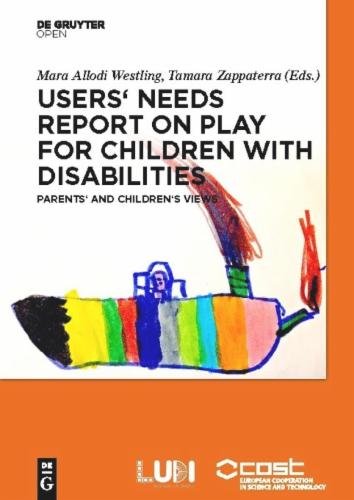 DE GRUYTER
OPEN
Mara Allodi Westling, Tamara Zappaterra (Eds.)
USERS‘ NEEDS
REPORT ON PLAY
FOR CHILDREN WITH
DISABILITIES
PARENTS‘ AND CHILDREN‘S VIEWS
DE
G
LUDI
cost
EUROPEAN COOPERATION
IN SCIENCE AND TECHNOLOGY